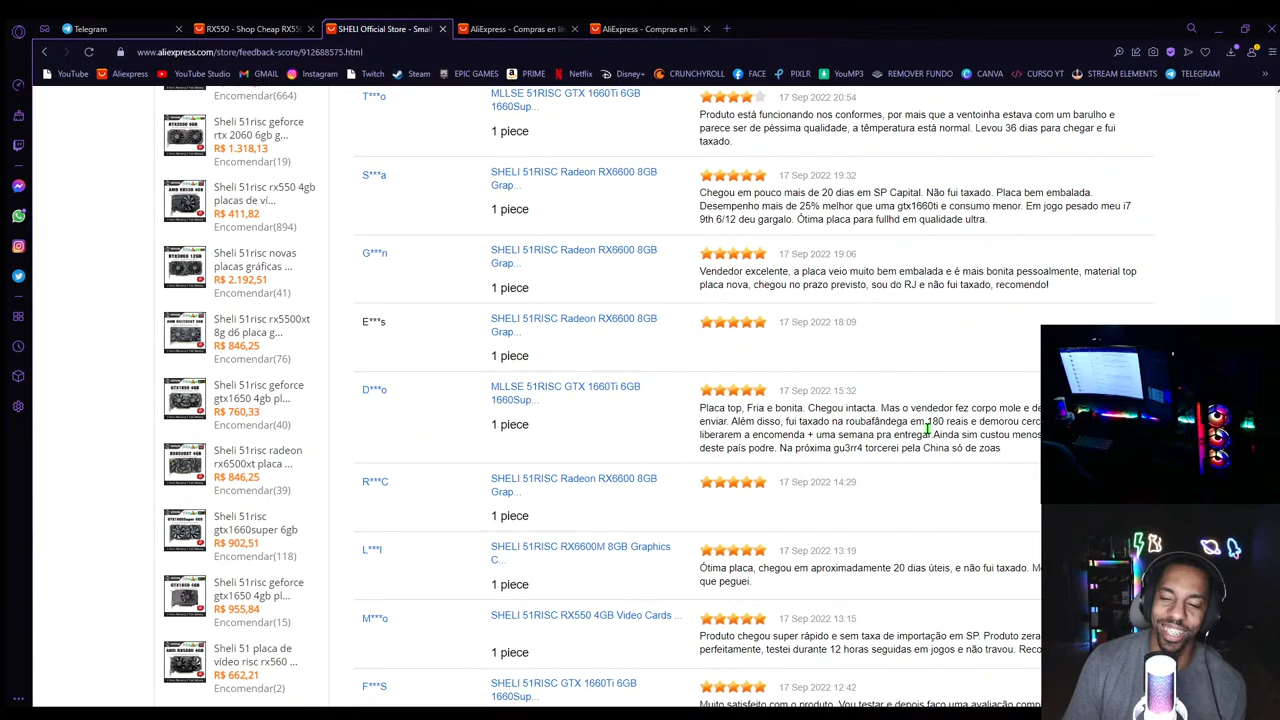 Telegram
RX550 - Shop Cheap RX550
SHELI Official Store - Small
AliExpress - Compras en lí
AliExpress - Compras en lí
www.aliexpress.com/store/feedback-score/912688575.html
YouTube
Aliexpress
YouTube Studio
GMAIL
Instagram
Twitch
Steam
EPIC GAMES
PRIME
Netflix
Disney+
CRUNCHYROLL
FACE
PIXLR
YouMP3
REMOVER FUNDO
CANVA
CURSO YT
STREAM ELEMENTS
TELEGRAM
Encomendar(664)
Sheli 51risc geforce
rtx 2060 6gb g...
R$ 1.318,13
Encomendar(19)
Sheli 51risc rx550 4gb
placas de ví...
R$ 411,82
Encomendar(894)
Sheli 51risc novas
placas gráficas ...
R$ 2.192,51
Encomendar(41)
Sheli 51risc rx5500xt
8g d6 placa g...
R$ 846,25
Encomendar(76)
Sheli 51risc geforce
gtx1650 4gb pl...
R$ 760,33
Encomendar(40)
Sheli 51risc radeon
rx6500xt placa ...
R$ 846,25
Encomendar(39)
Sheli 51risc
gtx1660super 6gb
R$ 902,51
Encomendar(118)
Sheli 51risc geforce
gtx1650 4gb pl...
R$ 955,84
Encomendar(15)
Sheli 51 placa de
vídeo risc rx560 ...
R$ 662,21
Encomendar(2)
T***o
MLLSE 51RISC GTX 1660Ti 6GB
1660Sup...
1 piece
17 Sep 2022 20:54
Produto está funcionando nos conformes, por mais que a ventoinha estava com um barulho e
parece ser de pêssima qualidade, a têmperatura está normal. Levou 36 dias para chegar e fui
taxado.
S***a
SHELI 51RISC Radeon RX6600 8GB
Grap...
1 piece
17 Sep 2022 19:32
Chegou em pouco mais de 20 dias em SP Capital. Não fui taxado. Placa bem embalada.
Desempenho mais de 25% melhor que uma gtx1660ti e consumo menor. Em jogo pesado meu i7
9th 6/12 deu gargalo. Ótima placa para fullhd em qualidade ultra.
G***n
SHELI 51RISC Radeon RX6600 8GB
Grap...
1 piece
17 Sep 2022 19:06
Vendedor excelente, a placa veio muito bem embalada e é mais bonita pessoalmente, material top
placa nova, chegou no prazo previsto, sou do RJ e não fui taxado, recomendo!
E***s
SHELI 51RISC Radeon RX6600 8GB
Grap...
1 piece
17 Sep 2022 18:09
D***o
MLLSE 51RISC GTX 1660Ti 6GB
1660Sup...
1 piece
17 Sep 2022 15:32
Placa top, Fria e bonita. Chegou intacta. Mas o vendedor fez corpo mole e de
enviar. Além disso, fui taxado na roubafândega em 180 reais e demorou cerc
liberarem a encomenda + uma semana pra entregar. Ainda sim custou menos
deste país podre. Na próxima gu3rr4 torcerei pela China só de zoas
R***C
SHELI 51RISC Radeon RX6600 8GB
Grap...
1 piece
17 Sep 2022 14:29
L***l
SHELI 51RISC RX6600M 8GB Graphics
C...
1 piece
17 Sep 2022 13:19
Ótima placa, chegou em aproximadamente 20 dias úteis, e não fui taxado. M
que peguei.
M***o
SHELI 51RISC RX550 4GB Video Cards ...
1 piece
17 Sep 2022 13:15
Produto chegou super rápido e sem taxa de importação em SP. Produto zera
perfeitamente, testei durante 12 horas seguidas em jogos e não travou. Reco
F***S
SHELI 51RISC GTX 1660Ti 6GB
1660Sup...
17 Sep 2022 12:42
Muito satisfeito com o produto. Vou testar e depois faço uma avaliação comp